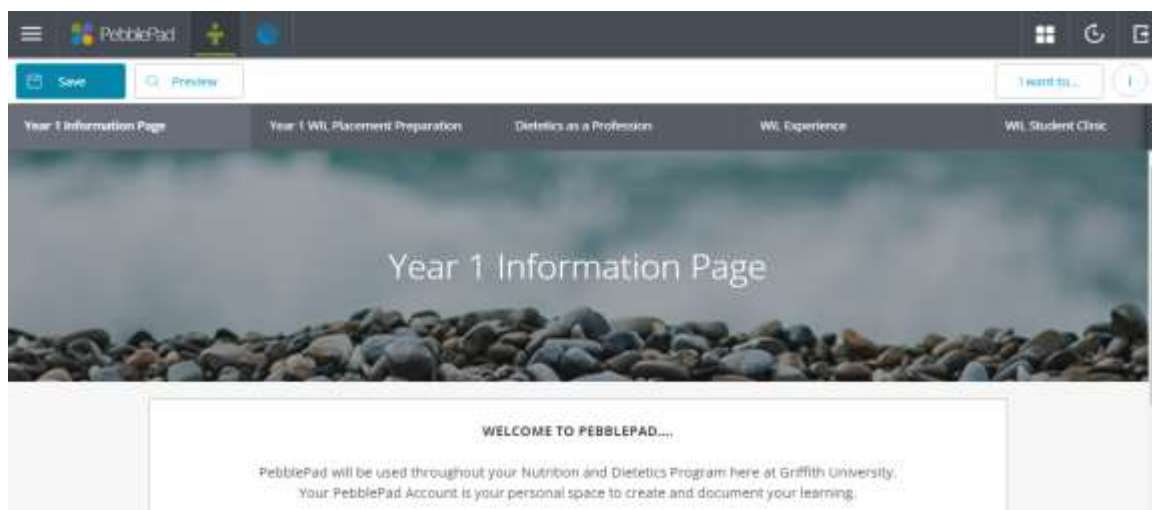 PebblePad
Save
Preview
I want to...
Year 1 Information Page
Year 1 WIL Placement Preparation
Dietetics as a Profession
WIL Experience
WIL Student Clinic
Year 1 Information Page
WELCOME TO PEBBLEPAD....
PebblePad will be used throughout your Nutrition and Dietetics Program here at Griffith University.
Your PebblePad Account is your personal space to create and document your learning.